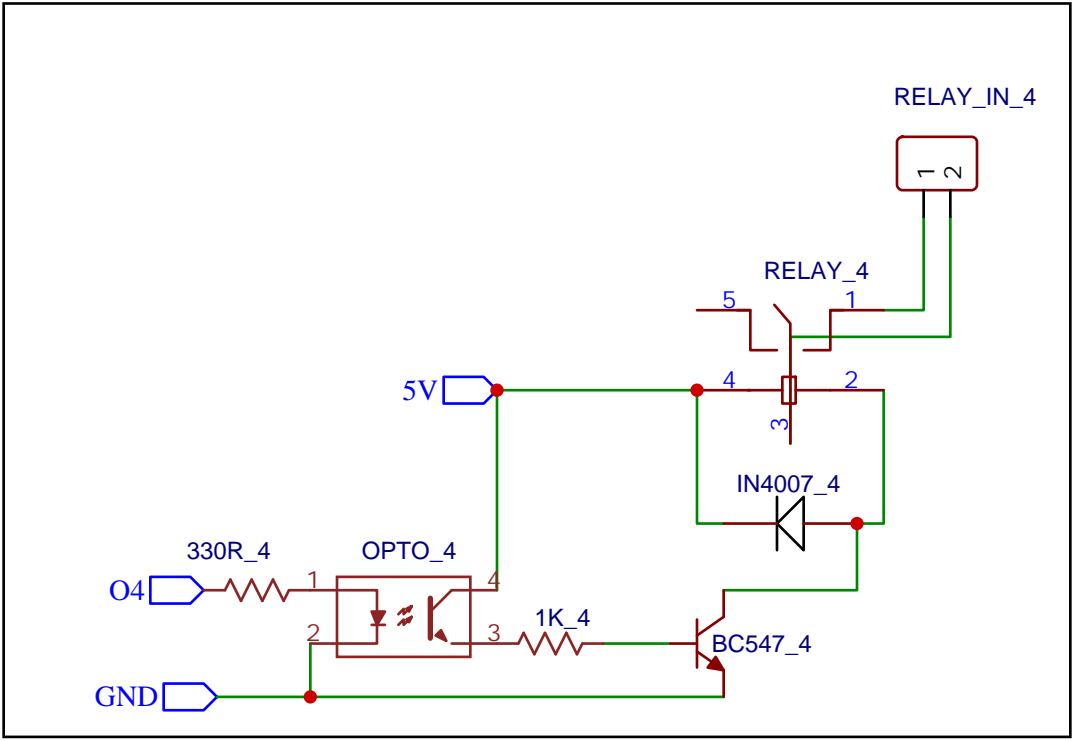 RELAY_IN_4
1
2
RELAY_4
5
1
5V
4
2
3
IN4007_4
330R_4
OPTO_4
O4
1
4
1K_4
2
3
BC547_4
GND